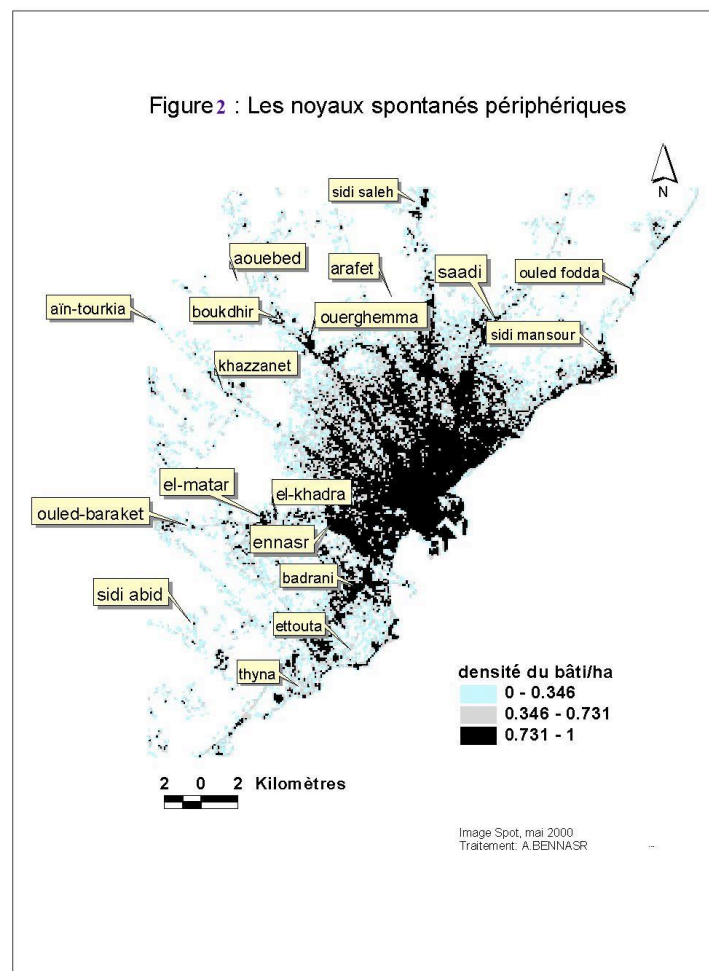 Figure 2 : Les noyaux spontanés périphériques
N
sidi saleh
aouebed
arafet
saadi
ouled fodda
aïn-tourkia
boukdhir
ouerghemma
sidi mansour
khazzanet
el-matar
el-khadra
ouled-baraket
ennasr
badrani
sidi abid
ettouta
thyna
densité du bâti/ha
0 - 0.346
0.346 - 0.731
0.731 - 1
2 0 2 Kilomètres
Image Spot, mai 2000
Traitement: A.BENNASR